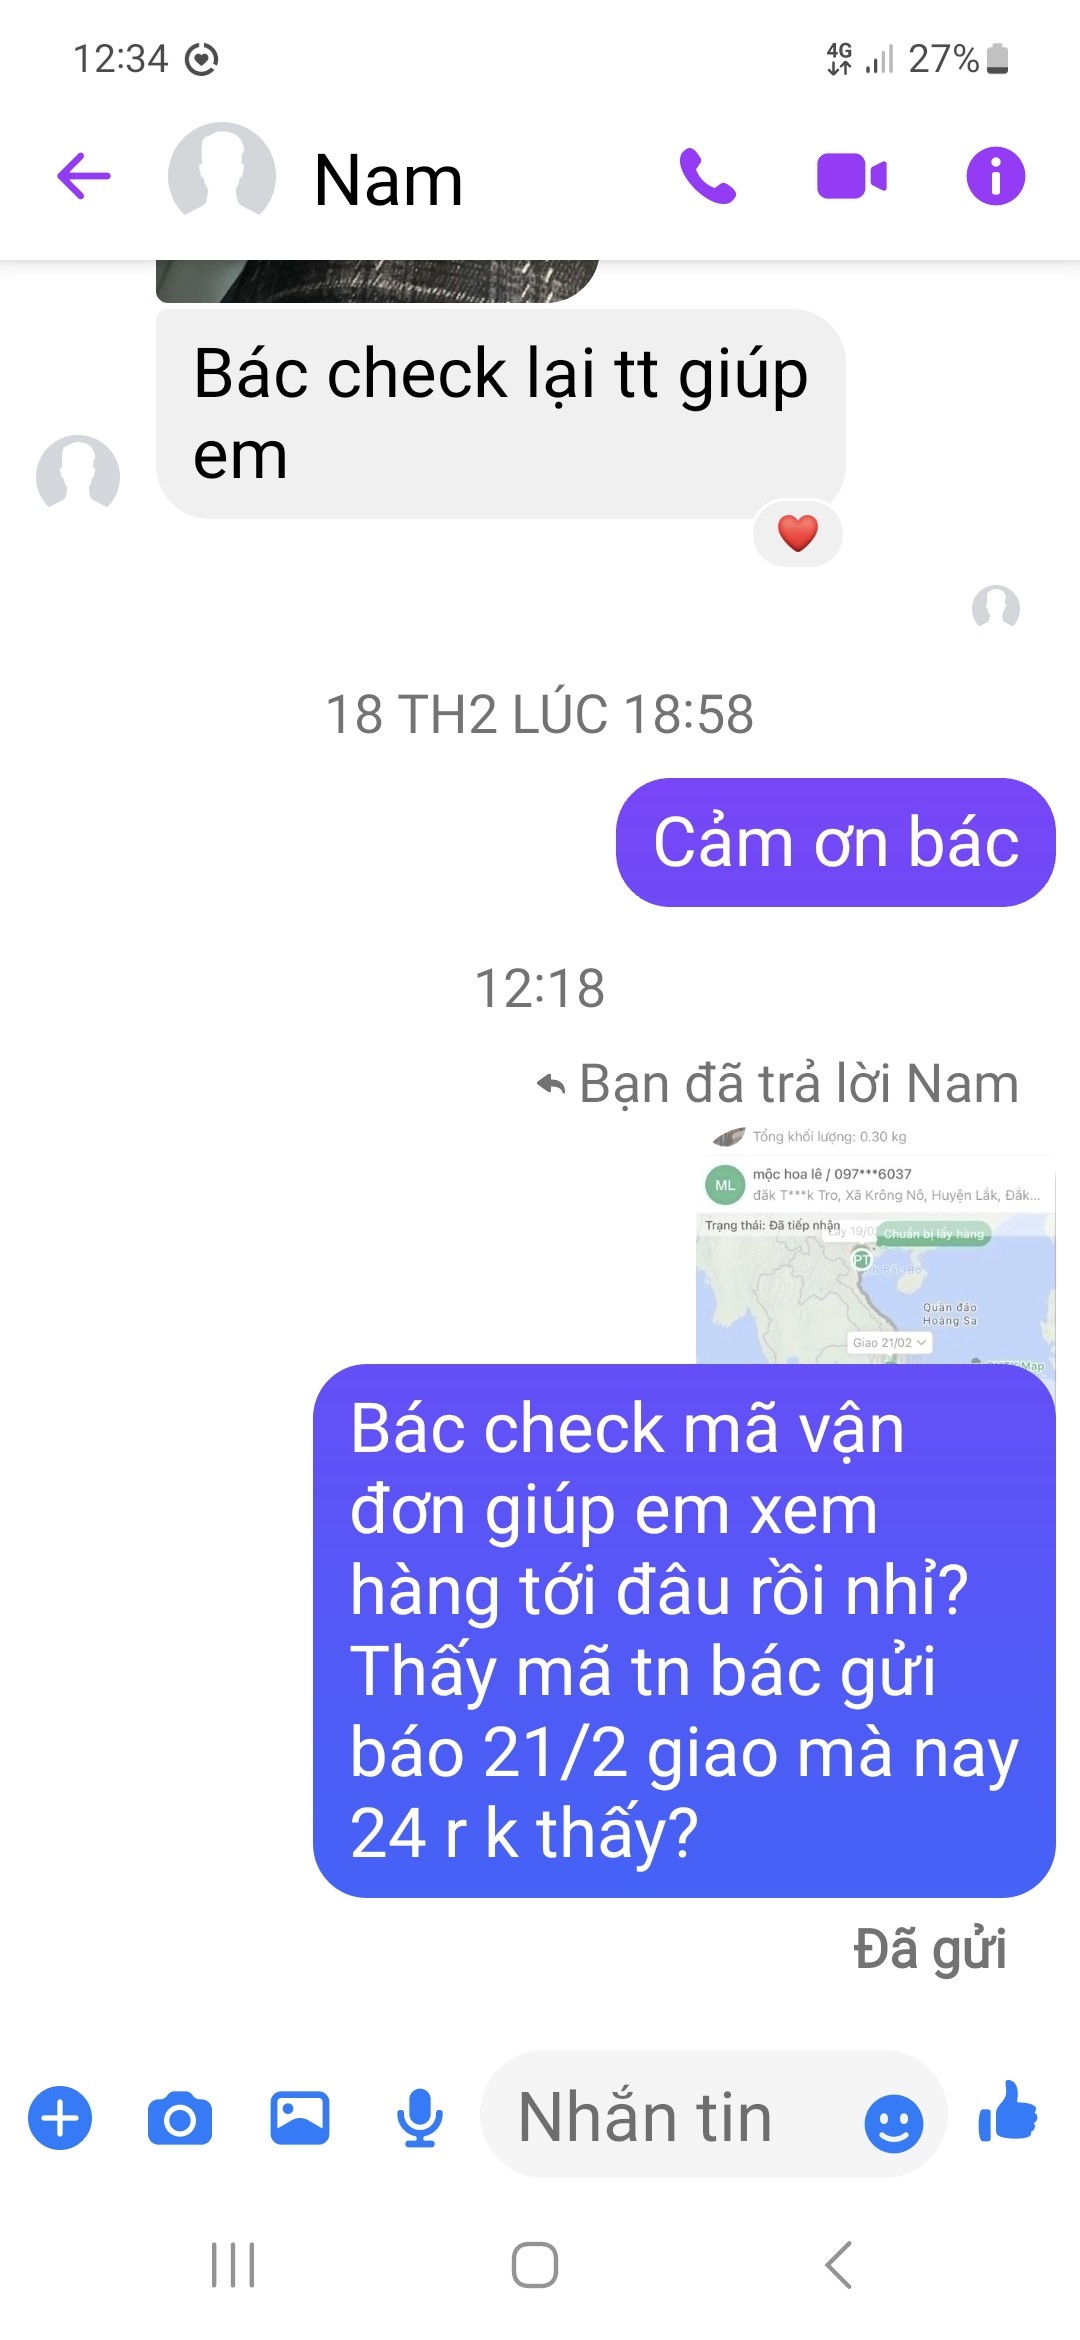 12:34
4G
27%
Nam
Bác check lại tt giúp
em
18 TH2 LÚC 18:58
Cảm ơn bác
12:18
Bạn đã trả lời Nam
Tổng khối lượng: 0.30 kg
ML
mộc hoa lê / 097***6037
đăk T***k Tro, Xã Krông Nô, Huyện Lắk, Đắk...
Trạng thái: Đã tiếp nhận
Chuẩn bị lấy hàng
PT
Quần đảo
Hoàng Sa
Giao 21/02
Map
Bác check mã vận
đơn giúp em xem
hàng tới đâu rồi nhỉ?
Thấy mã tn bác gửi
báo 21/2 giao mà nay
24 r k thấy?
Đã gửi
Nhắn tin